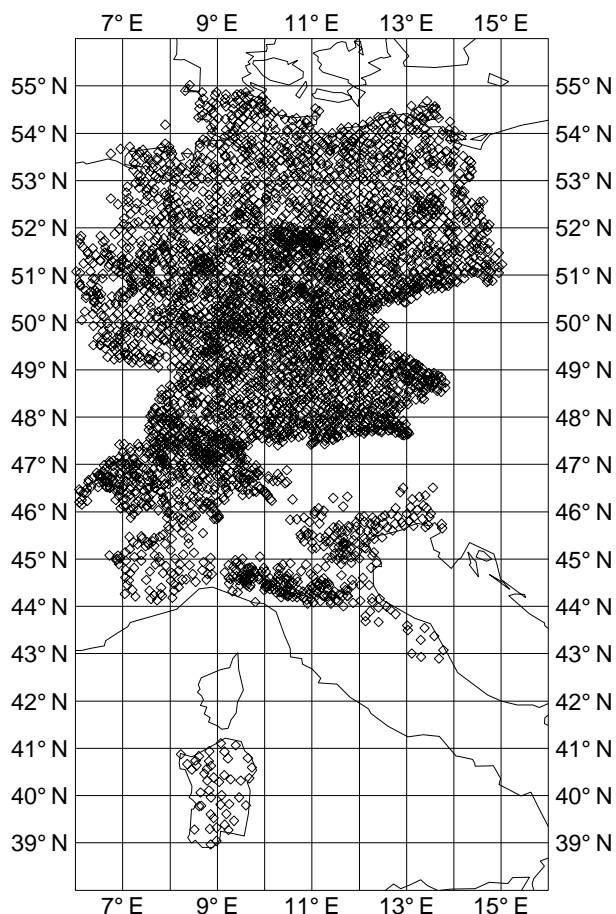 7° E 9° E 11° E 13° E 15° E
55° N 55° N
54° N 54° N
53° N 53° N
52° N 52° N
51° N 51° N
50° N 50° N
49° N 49° N
48° N 48° N
47° N 47° N
46° N 46° N
45° N 45° N
44° N 44° N
43° N 43° N
42° N 42° N
41° N 41° N
40° N 40° N
39° N 39° N
7° E 9° E 11° E 13° E 15° E